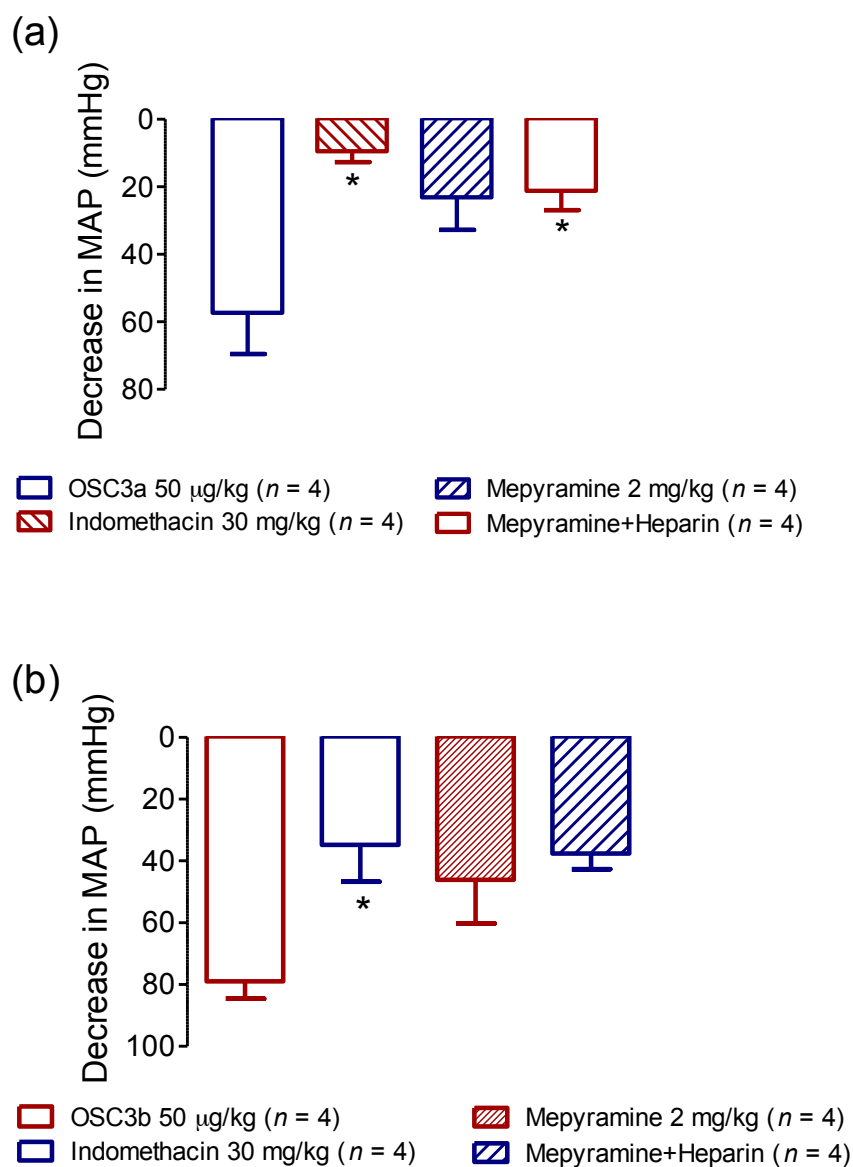 (a)
Decrease in MAP (mmHg)
0
20
40
60
80
*
*
OSC3a 50 μg/kg (n = 4)
Mepyramine 2 mg/kg (n = 4)
Indomethacin 30 mg/kg (n = 4)
Mepyramine+Heparin (n = 4)
(b)
Decrease in MAP (mmHg)
0
20
40
60
80
100
*
OSC3b 50 μg/kg (n = 4)
Mepyramine 2 mg/kg (n = 4)
Indomethacin 30 mg/kg (n = 4)
Mepyramine+Heparin (n = 4)